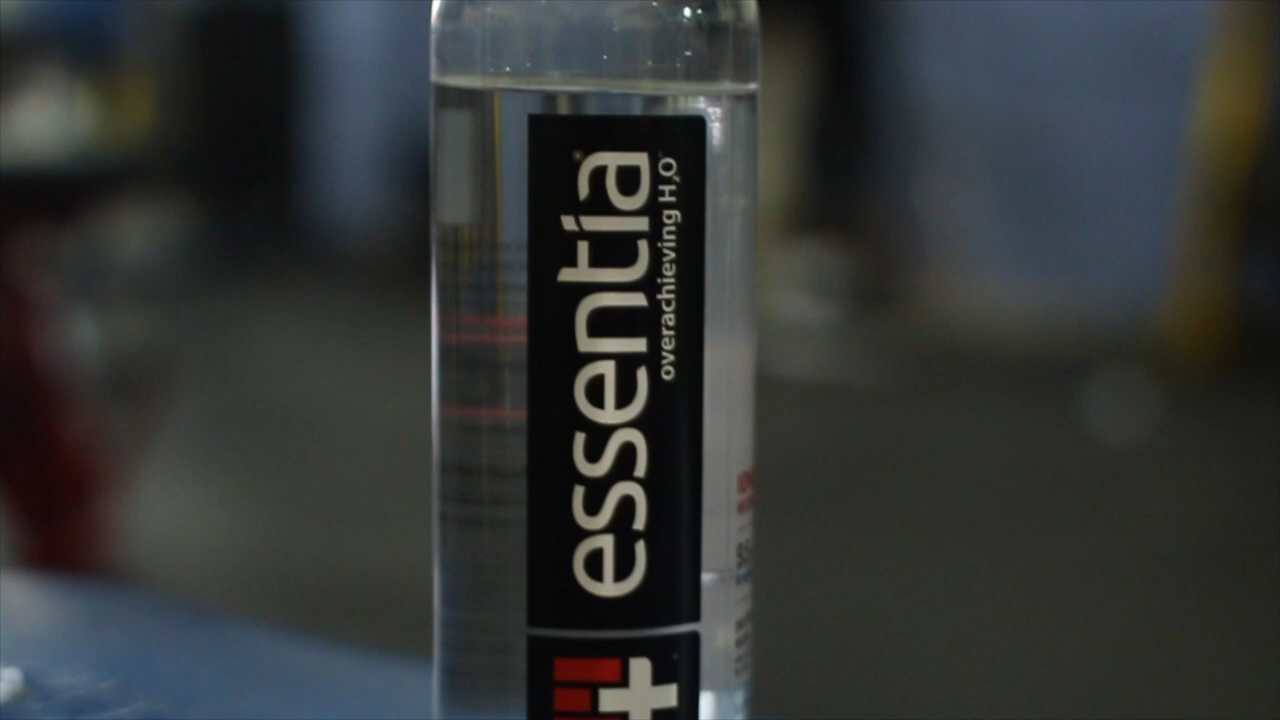 essentia®
overachieving H₂O
+